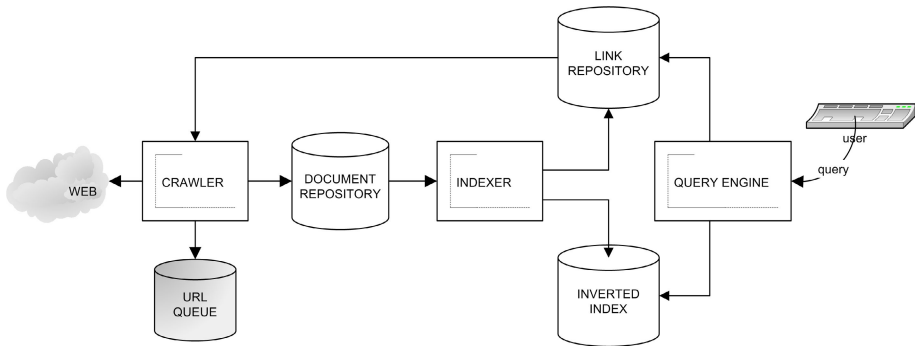 LINK
REPOSITORY
user
query
WEB
CRAWLER
DOCUMENT
REPOSITORY
INDEXER
QUERY ENGINE
URL
QUEUE
INVERTED
INDEX